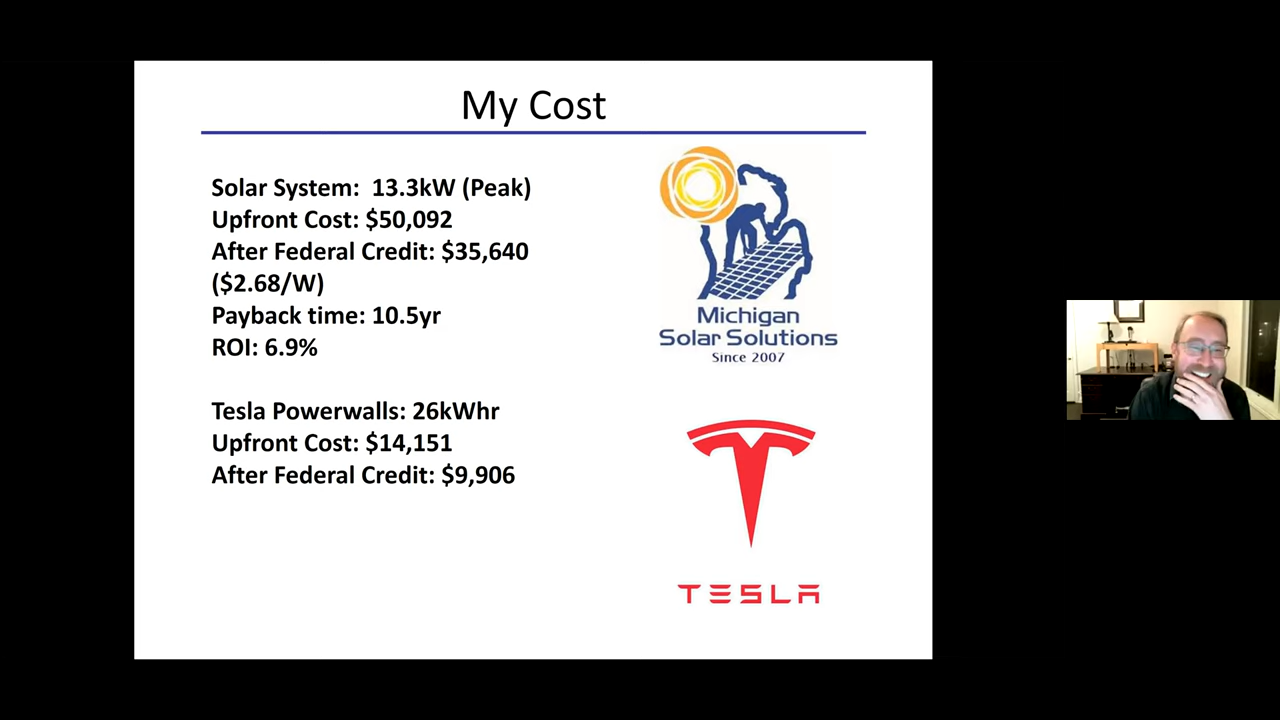 My Cost
Solar System:  13.3kW (Peak)
Upfront Cost: $50,092
After Federal Credit: $35,640
($2.68/W)
Payback time: 10.5yr
ROI: 6.9%
Tesla Powerwalls: 26kWhr
Upfront Cost: $14,151
After Federal Credit: $9,906
Michigan
Solar Solutions
Since 2007
TESLA